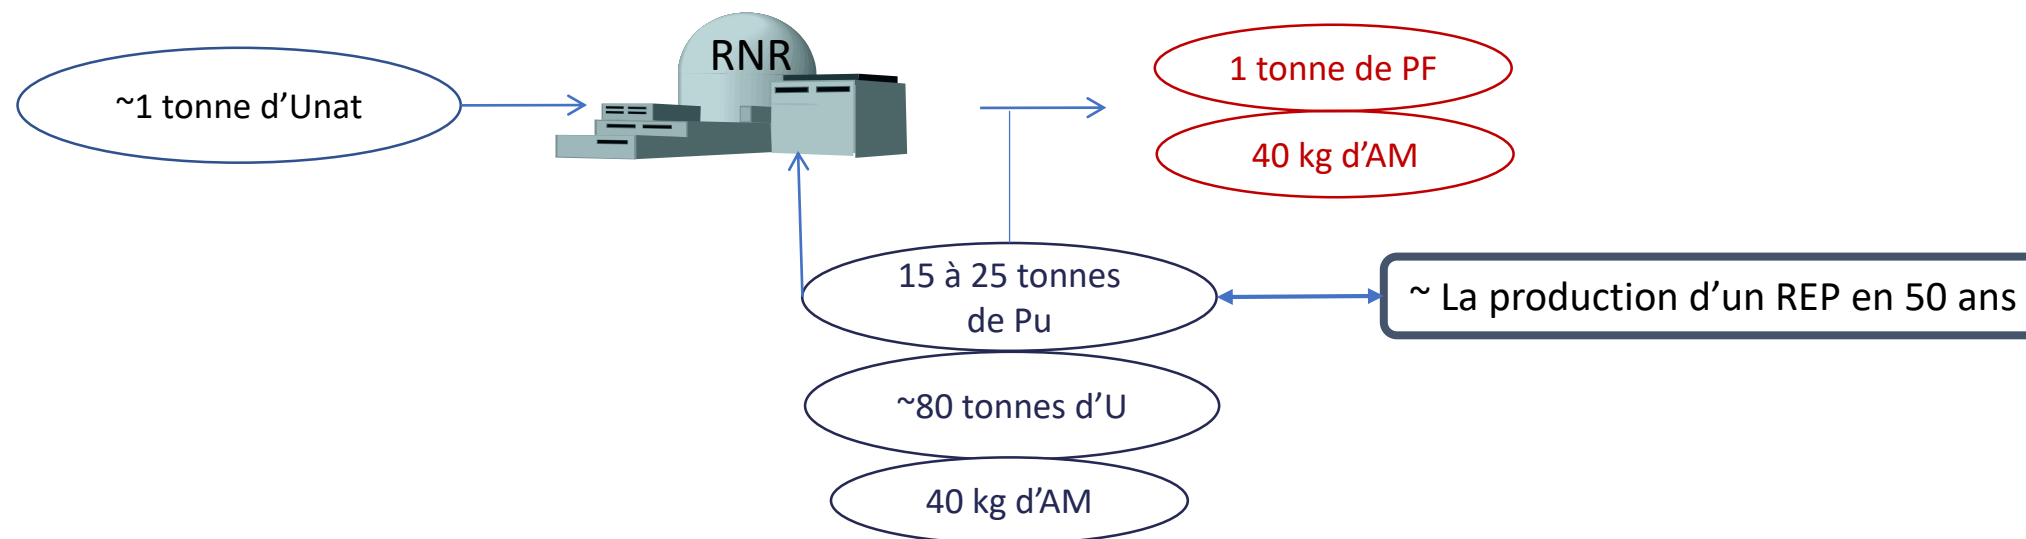 ~1 tonne d’Unat
RNR
1 tonne de PF
40 kg d’AM
15 à 25 tonnes
de Pu
~ La production d’un REP en 50 ans
~80 tonnes d’U
40 kg d’AM